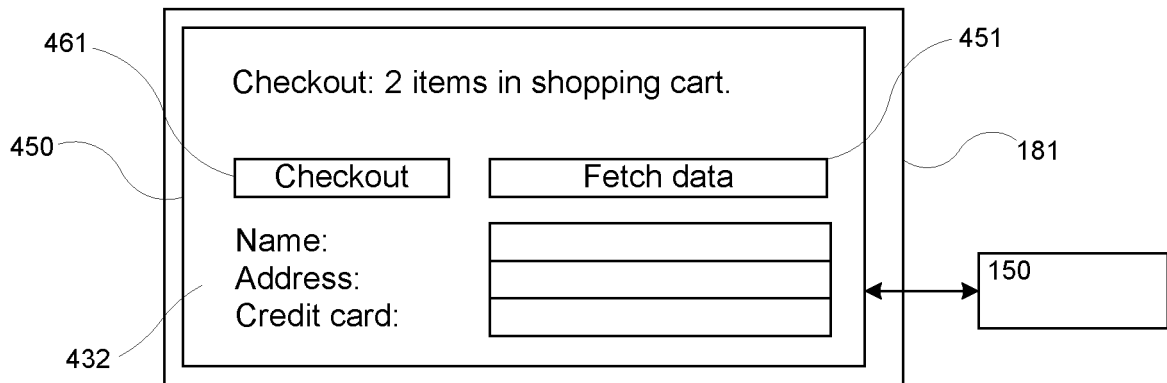 461
451
Checkout: 2 items in shopping cart.
450
181
Checkout
Fetch data
Name:
Address:
Credit card:
150
432